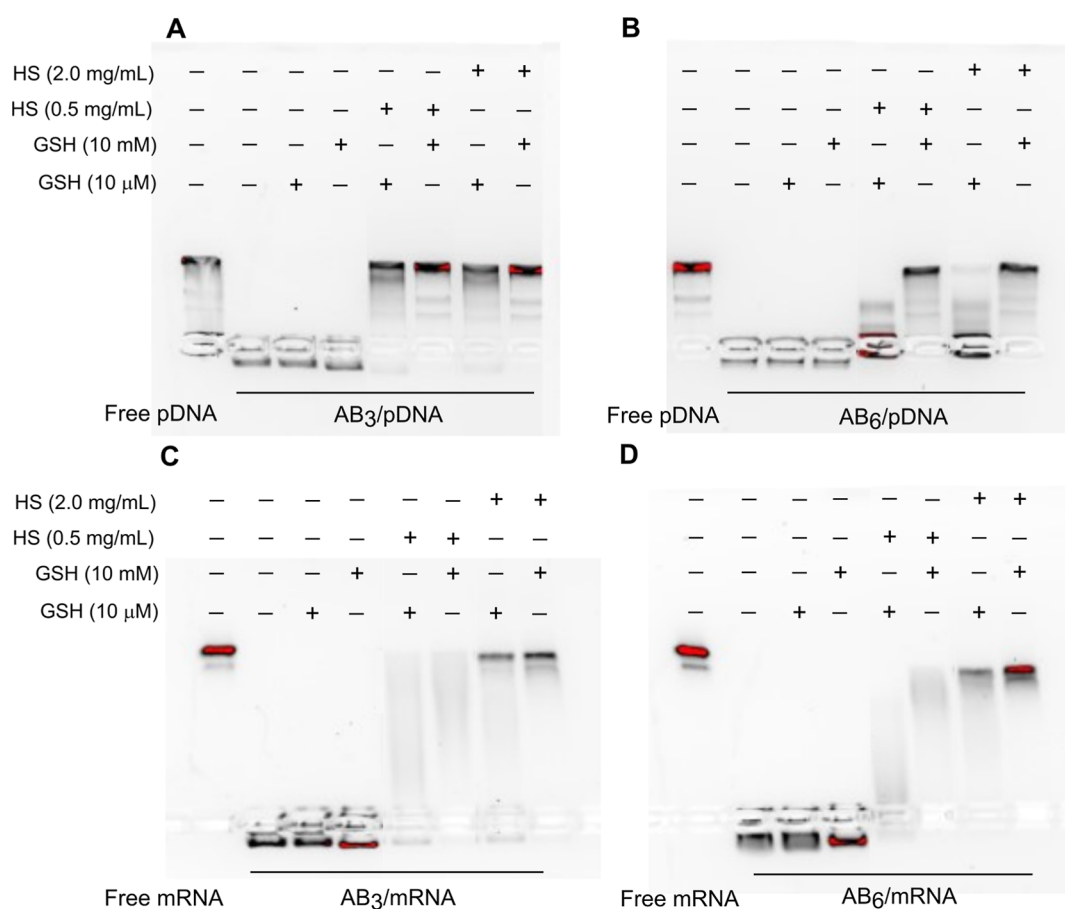 A
HS (2.0 mg/mL) – – – – – – + +
HS (0.5 mg/mL) – – – – + + – –
GSH (10 mM) – – – + – + – +
GSH (10 μM) – – + – + – + –
Free pDNA AB3/pDNA
B
– – – – – – + +
– – – – + + – –
– – – + – + – +
– – + – + – + –
Free pDNA AB6/pDNA
C
HS (2.0 mg/mL) – – – – – – + +
HS (0.5 mg/mL) – – – – + + – –
GSH (10 mM) – – – + – + – +
GSH (10 μM) – – + – + – + –
Free mRNA AB3/mRNA
D
– – – – – – + +
– – – – + + – –
– – – + – + – +
– – + – + – + –
Free mRNA AB6/mRNA